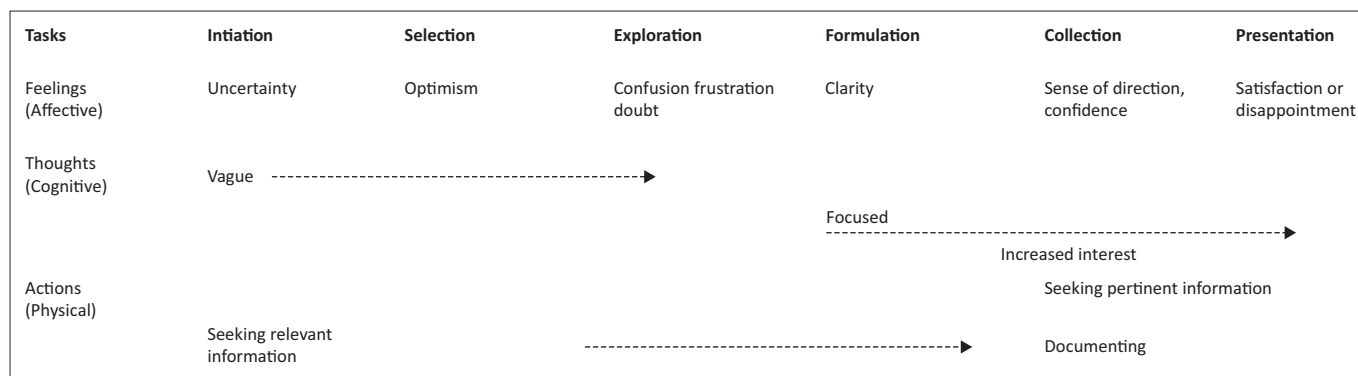 Tasks Intiation Selection Exploration Formulation Collection Presentation
Feelings Uncertainty Optimism Confusion frustration Clarity Sense of direction, Satisfaction or
(Affective) doubt confidence disappointment
Thoughts
(Cognitive) Vague
Focused
Increased interest
Actions Seeking pertinent information
(Physical)
Seeking relevant
information Documenting